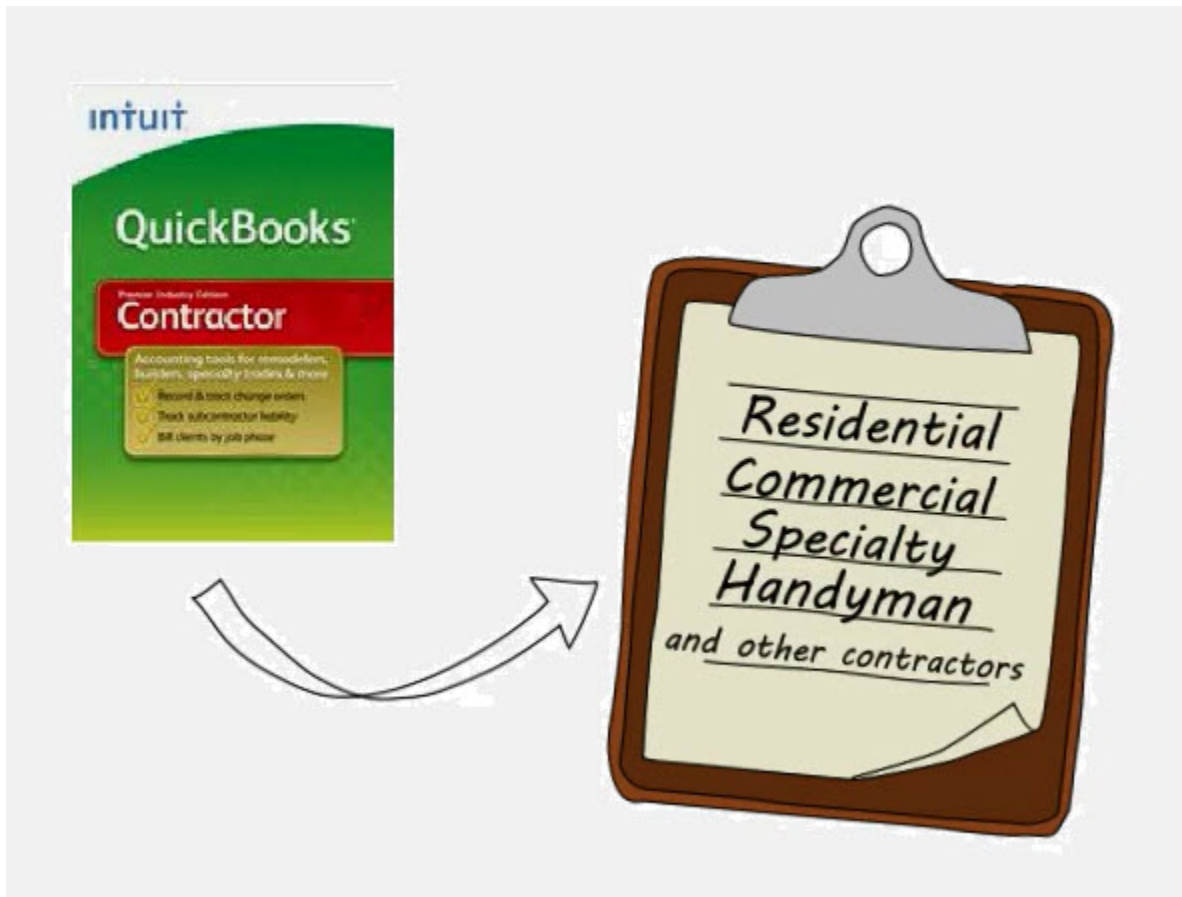 intuit
QuickBooks
Premier Industry Edition
Contractor
Accounting tools for remodelers,
builders, specialty trades & more
Record & track change orders
Track subcontractor liability
Bill clients by job phase
Residential
Commercial
Specialty
Handyman
and other contractors